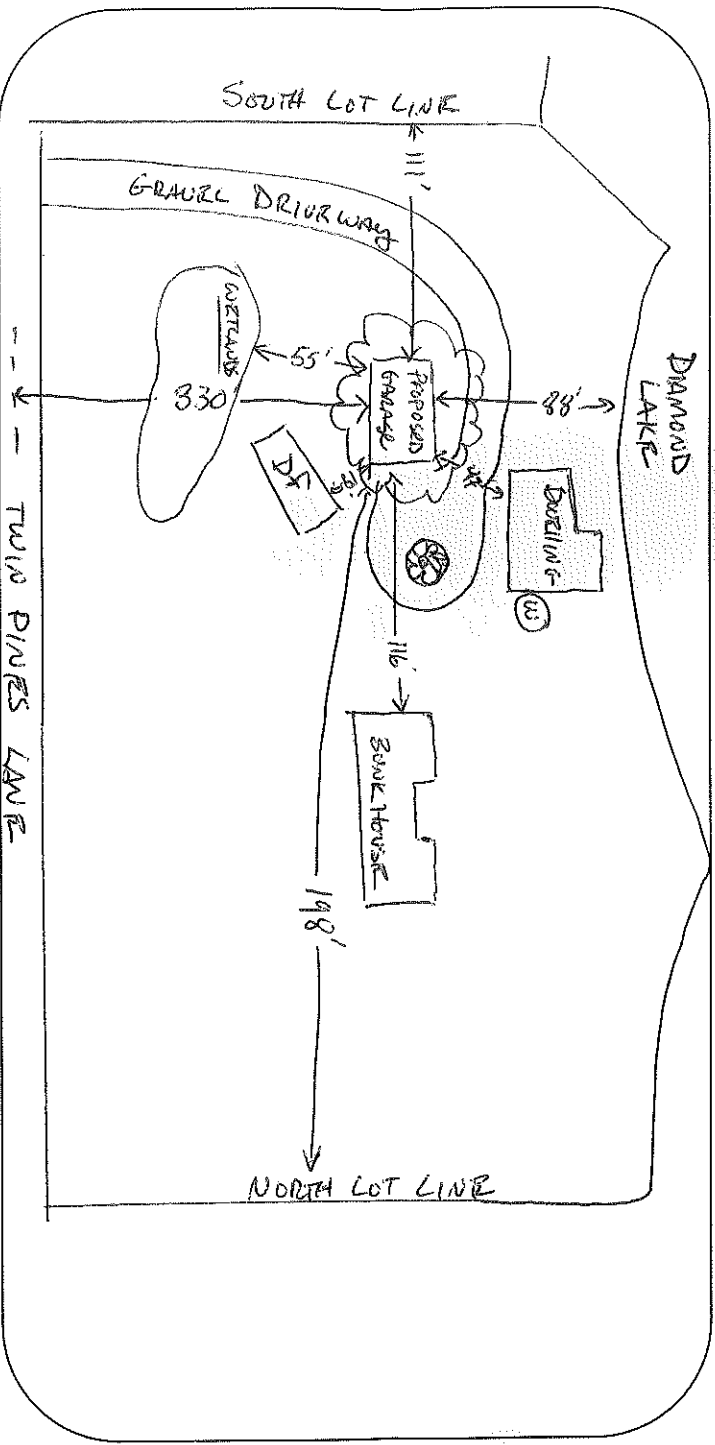 SOUTH LOT LINE
111'
GRAVEL DRIVEWAY
DIAMOND
LAKE
WETLANDS
55'
330'
PROPOSED
GARAGE
88'
DWELLING
W
DF
116'
BUNK HOUSE
198'
NORTH LOT LINE
TWIN PINES LANE